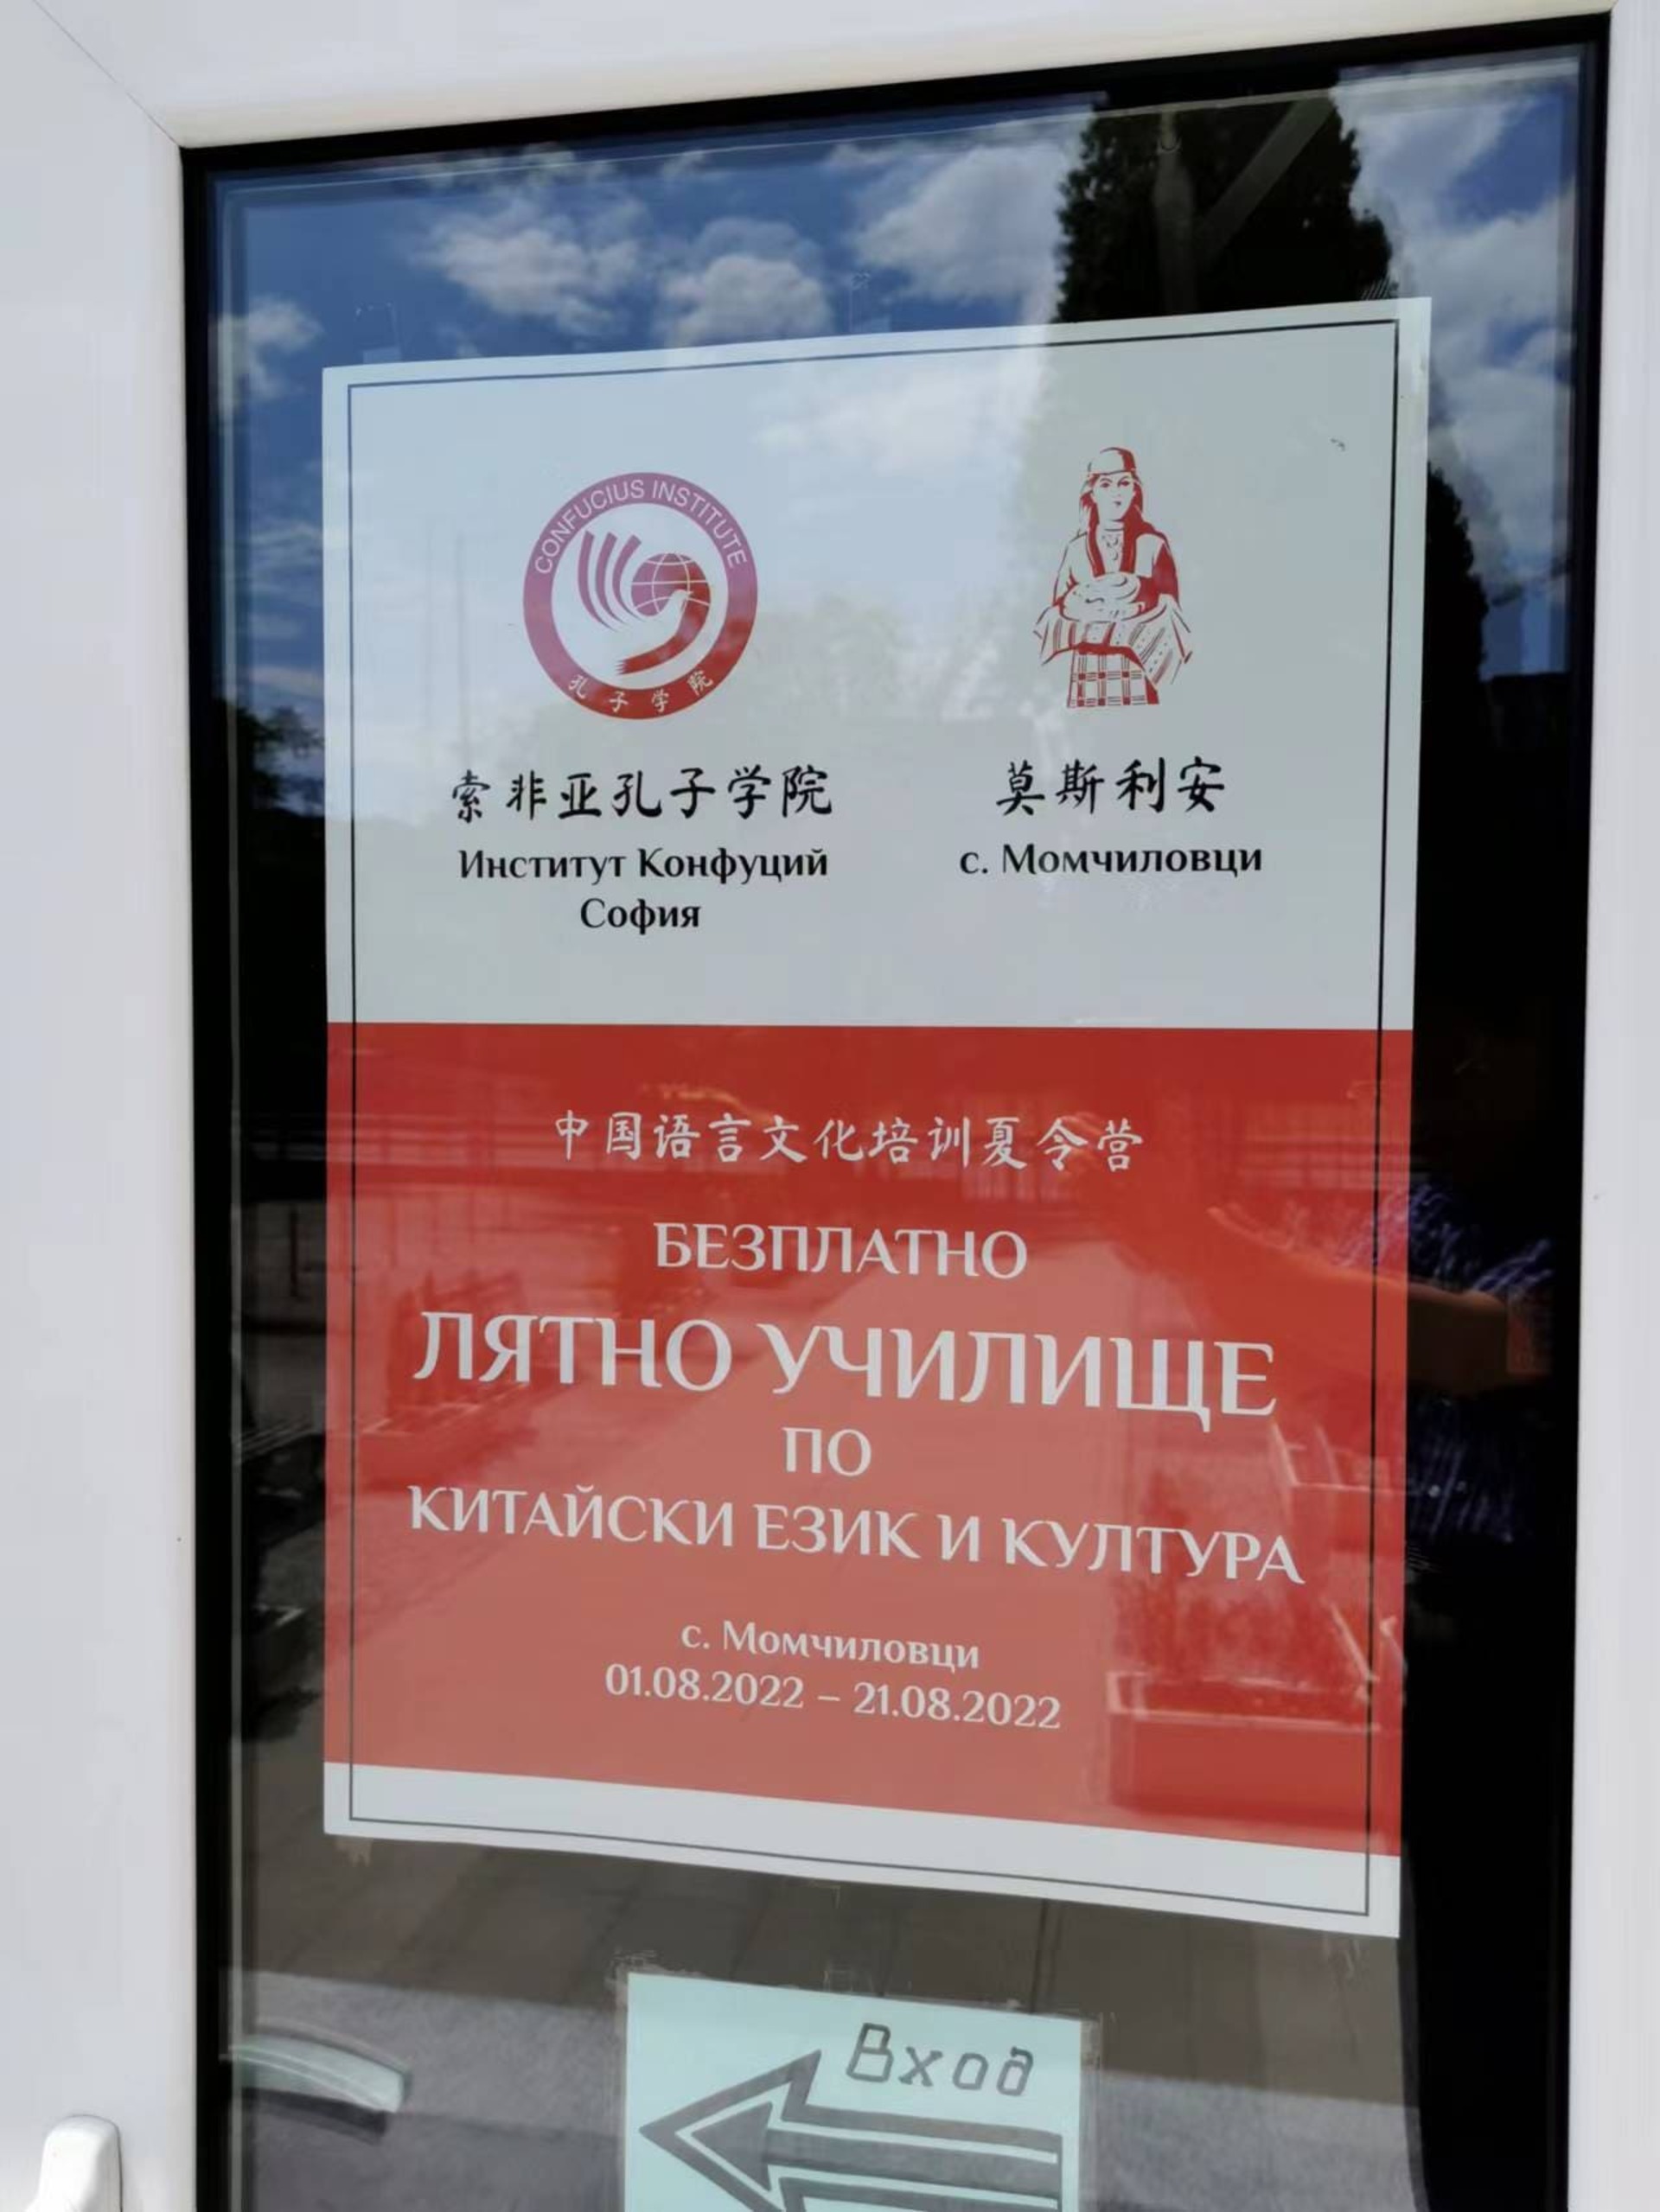 CONFUCIUS INSTITUTE
孔子学院
索非亚孔子学院
Институт Конфуций
София
莫斯利安
с. Момчиловци
中国语言文化培训夏令营
БЕЗПЛАТНО
ЛЯТНО УЧИЛИЩЕ
ПО
КИТАЙСКИ ЕЗИК И КУЛТУРА
с. Момчиловци
01.08.2022 – 21.08.2022
Вход